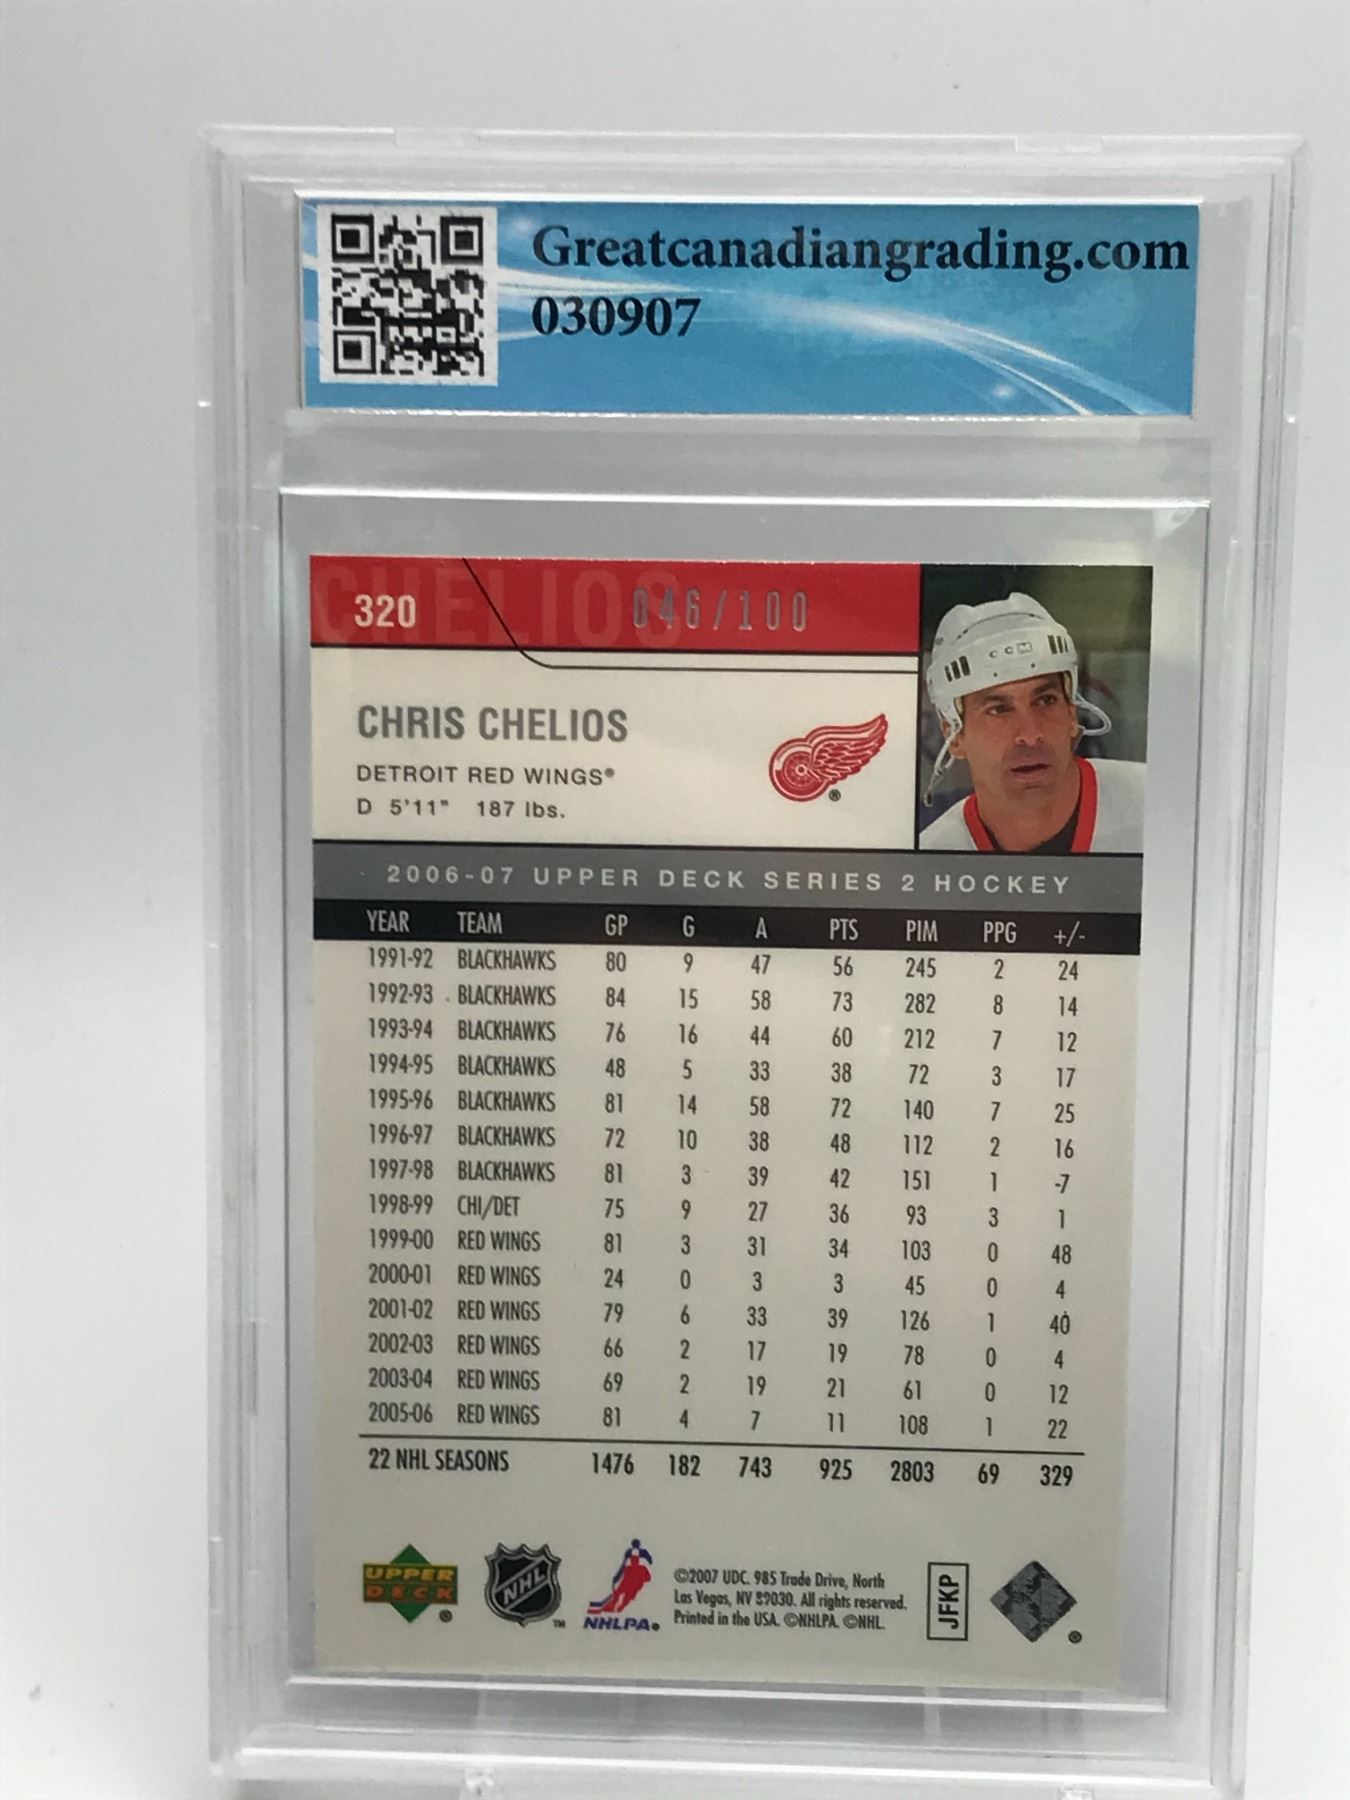 Greatcanadiangrading.com
030907
CHELIOS
320
046/100
CCM
CHRIS CHELIOS
DETROIT RED WINGS®
D 5'11" 187 lbs.
2006-07 UPPER DECK SERIES 2 HOCKEY
YEAR TEAM GP G A PTS PIM PPG +/-
1991-92 BLACKHAWKS 80 9 47 56 245 2 24
1992-93 BLACKHAWKS 84 15 58 73 282 8 14
1993-94 BLACKHAWKS 76 16 44 60 212 7 12
1994-95 BLACKHAWKS 48 5 33 38 72 3 17
1995-96 BLACKHAWKS 81 14 58 72 140 7 25
1996-97 BLACKHAWKS 72 10 38 48 112 2 16
1997-98 BLACKHAWKS 81 3 39 42 151 1 -7
1998-99 CHI/DET 75 9 27 36 93 3 1
1999-00 RED WINGS 81 3 31 34 103 0 48
2000-01 RED WINGS 24 0 3 3 45 0 4
2001-02 RED WINGS 79 6 33 39 126 1 40
2002-03 RED WINGS 66 2 17 19 78 0 4
2003-04 RED WINGS 69 2 19 21 61 0 12
2005-06 RED WINGS 81 4 7 11 108 1 22
22 NHL SEASONS 1476 182 743 925 2803 69 329
UPPER
DECK®
NHL™
NHLPA®
©2007 UDC. 985 Trade Drive, North
Las Vegas, NV 89030. All rights reserved.
Printed in the USA. ©NHLPA. ©NHL.
JFKP
®